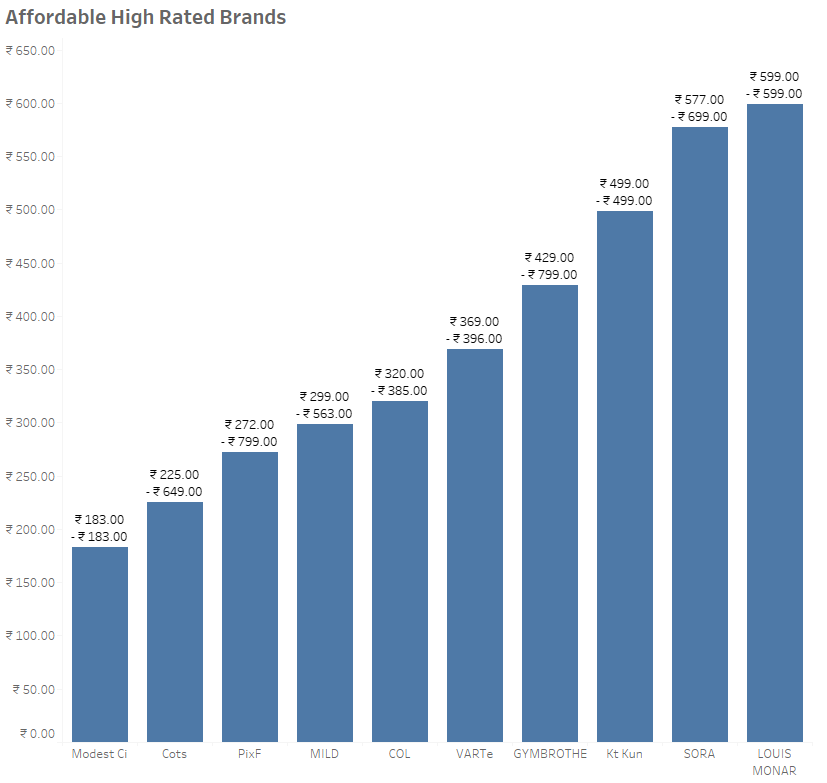 Affordable High Rated Brands
₹ 650.00
₹ 600.00
₹ 550.00
₹ 500.00
₹ 450.00
₹ 400.00
₹ 350.00
₹ 300.00
₹ 250.00
₹ 200.00
₹ 150.00
₹ 100.00
₹ 50.00
₹ 0.00
₹ 183.00
- ₹ 183.00
₹ 225.00
- ₹ 649.00
₹ 272.00
- ₹ 799.00
₹ 299.00
- ₹ 563.00
₹ 320.00
- ₹ 385.00
₹ 369.00
- ₹ 396.00
₹ 429.00
- ₹ 799.00
₹ 499.00
- ₹ 499.00
₹ 577.00
- ₹ 699.00
₹ 599.00
- ₹ 599.00
Modest Ci
Cots
PixF
MILD
COL
VARTe
GYMBROTHE
Kt Kun
SORA
LOUIS
MONAR